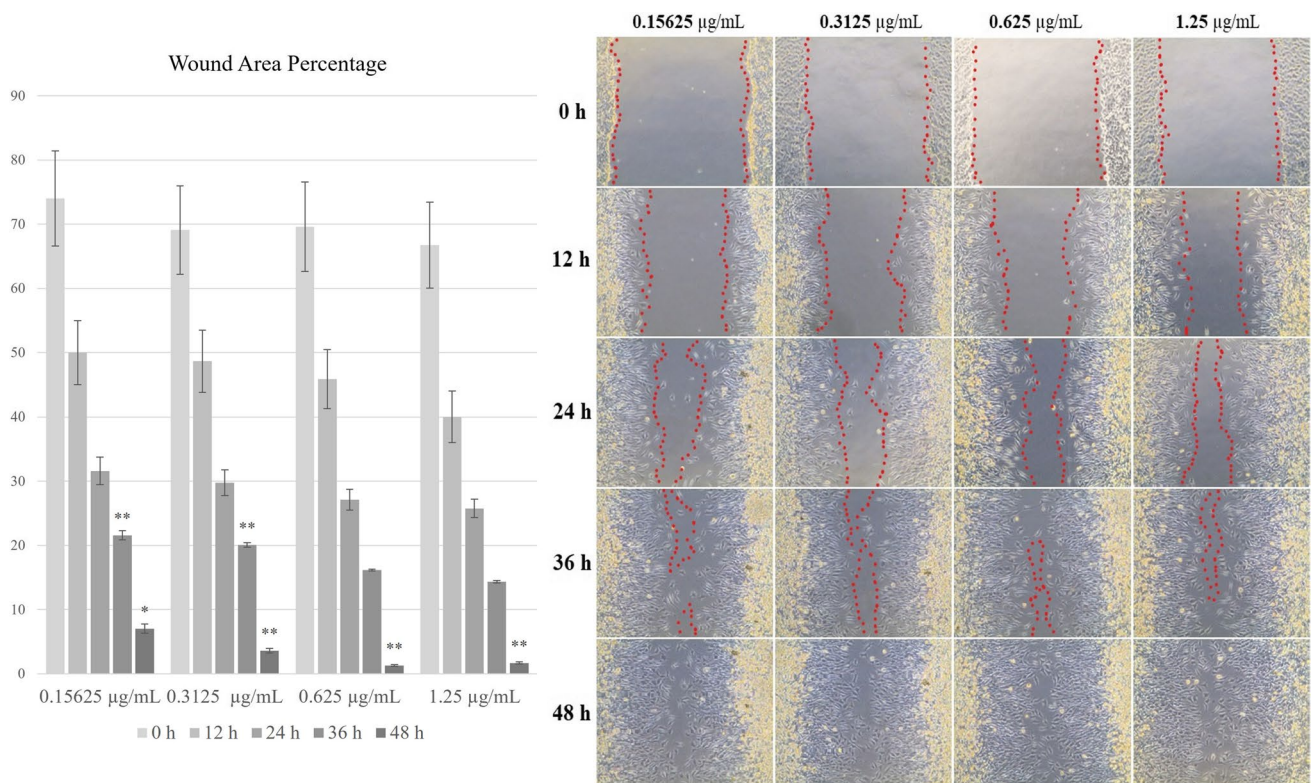 Wound Area Percentage
90
80
70
60
50
40
30
20
10
0
** ** * ** ** **
0.15625 µg/mL 0.3125 µg/mL 0.625 µg/mL 1.25 µg/mL
0 h 12 h 24 h 36 h 48 h
0.15625 µg/mL 0.3125 µg/mL 0.625 µg/mL 1.25 µg/mL
0 h
12 h
24 h
36 h
48 h